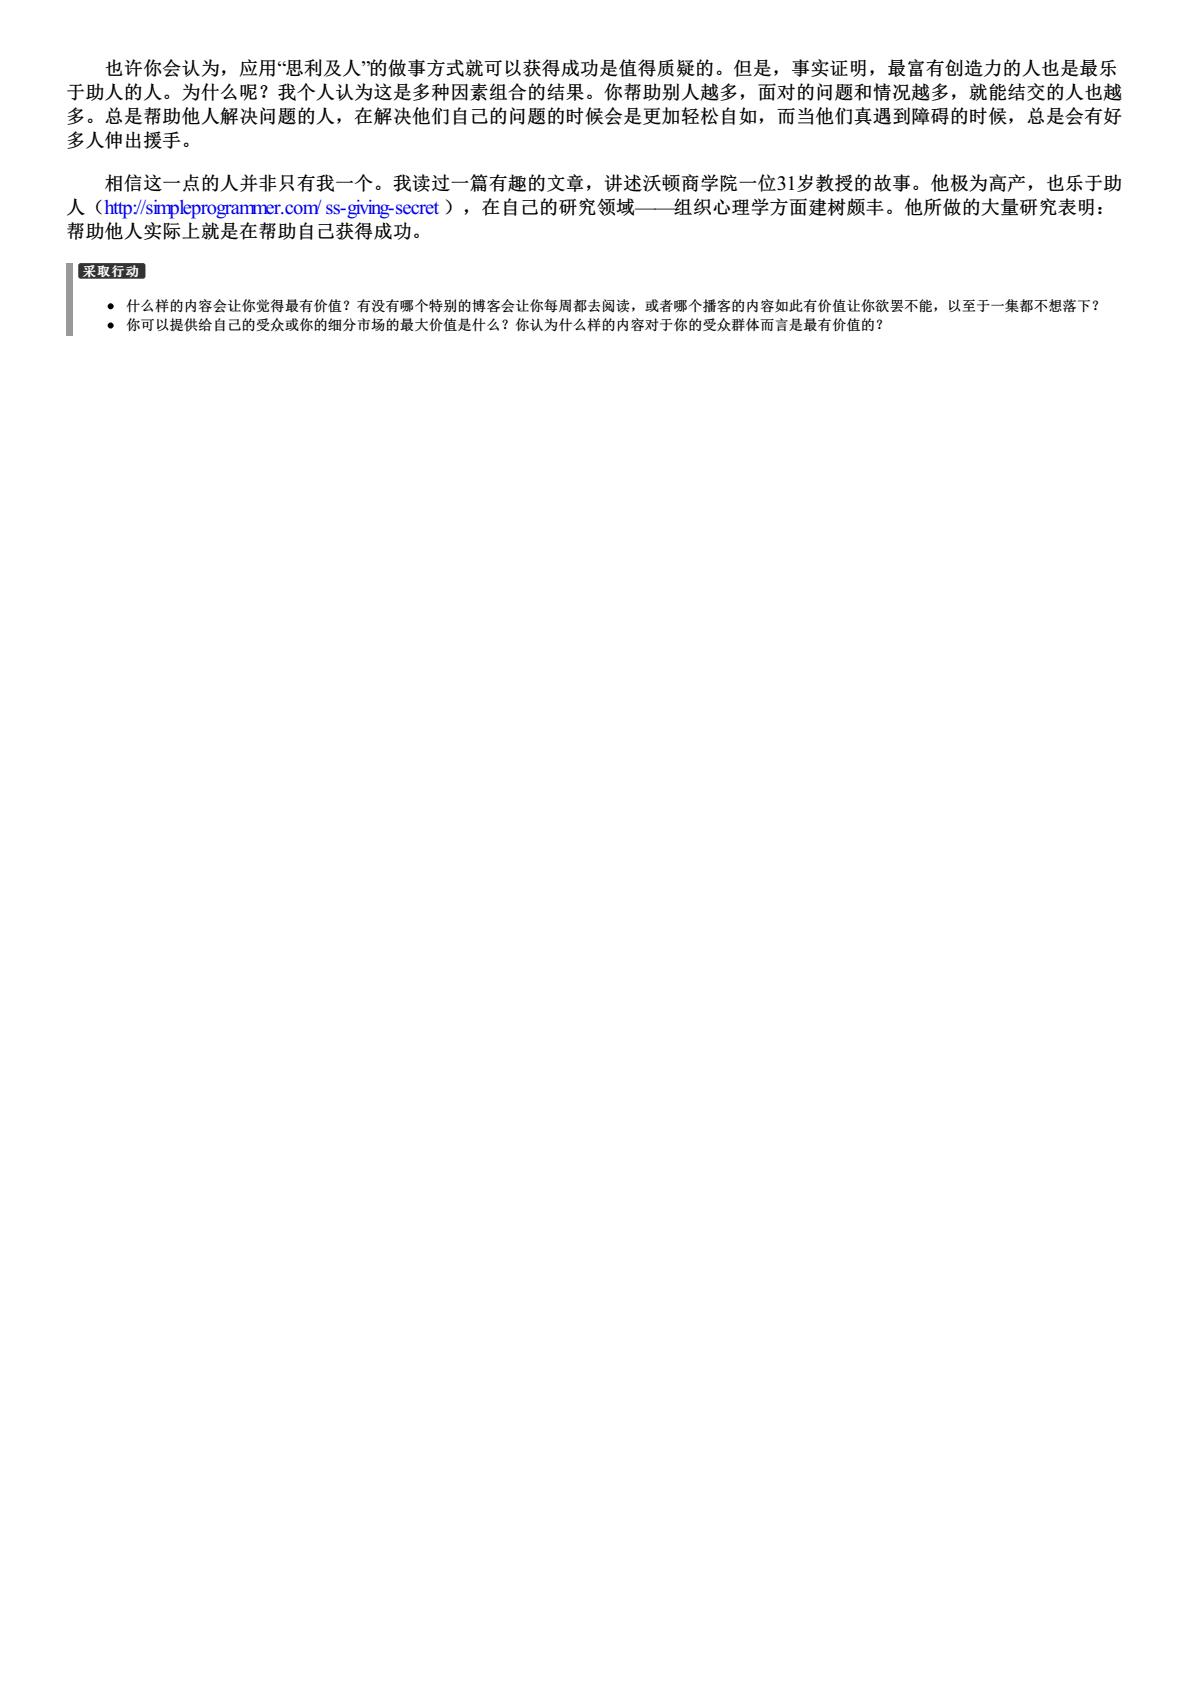 也许你会认为，应用“思利及人”的做事方式就可以获得成功是值得质疑的。但是，事实证明，最富有创造力的人也是最乐
于助人的人。为什么呢？我个人认为这是多种因素组合的结果。你帮助别人越多，面对的问题和情况越多，就能结交的人也越
多。总是帮助他人解决问题的人，在解决他们自己的问题的时候会是更加轻松自如，而当他们真遇到障碍的时候，总是会有好
多人伸出援手。
相信这一点的人并非只有我一个。我读过一篇有趣的文章，讲述沃顿商学院一位31岁教授的故事。他极为高产，也乐于助
人（http://simpleprogrammer.com/ ss-giving-secret ），在自己的研究领域——组织心理学方面建树颇丰。他所做的大量研究表明：
帮助他人实际上就是在帮助自己获得成功。
采取行动
● 什么样的内容会让你觉得最有价值？有没有哪个特别的博客会让你每周都去阅读，或者哪个播客的内容如此有价值让你欲罢不能，以至于一集都不想落下？
● 你可以提供给自己的受众或你的细分市场的最大价值是什么？你认为什么样的内容对于你的受众群体而言是最有价值的？